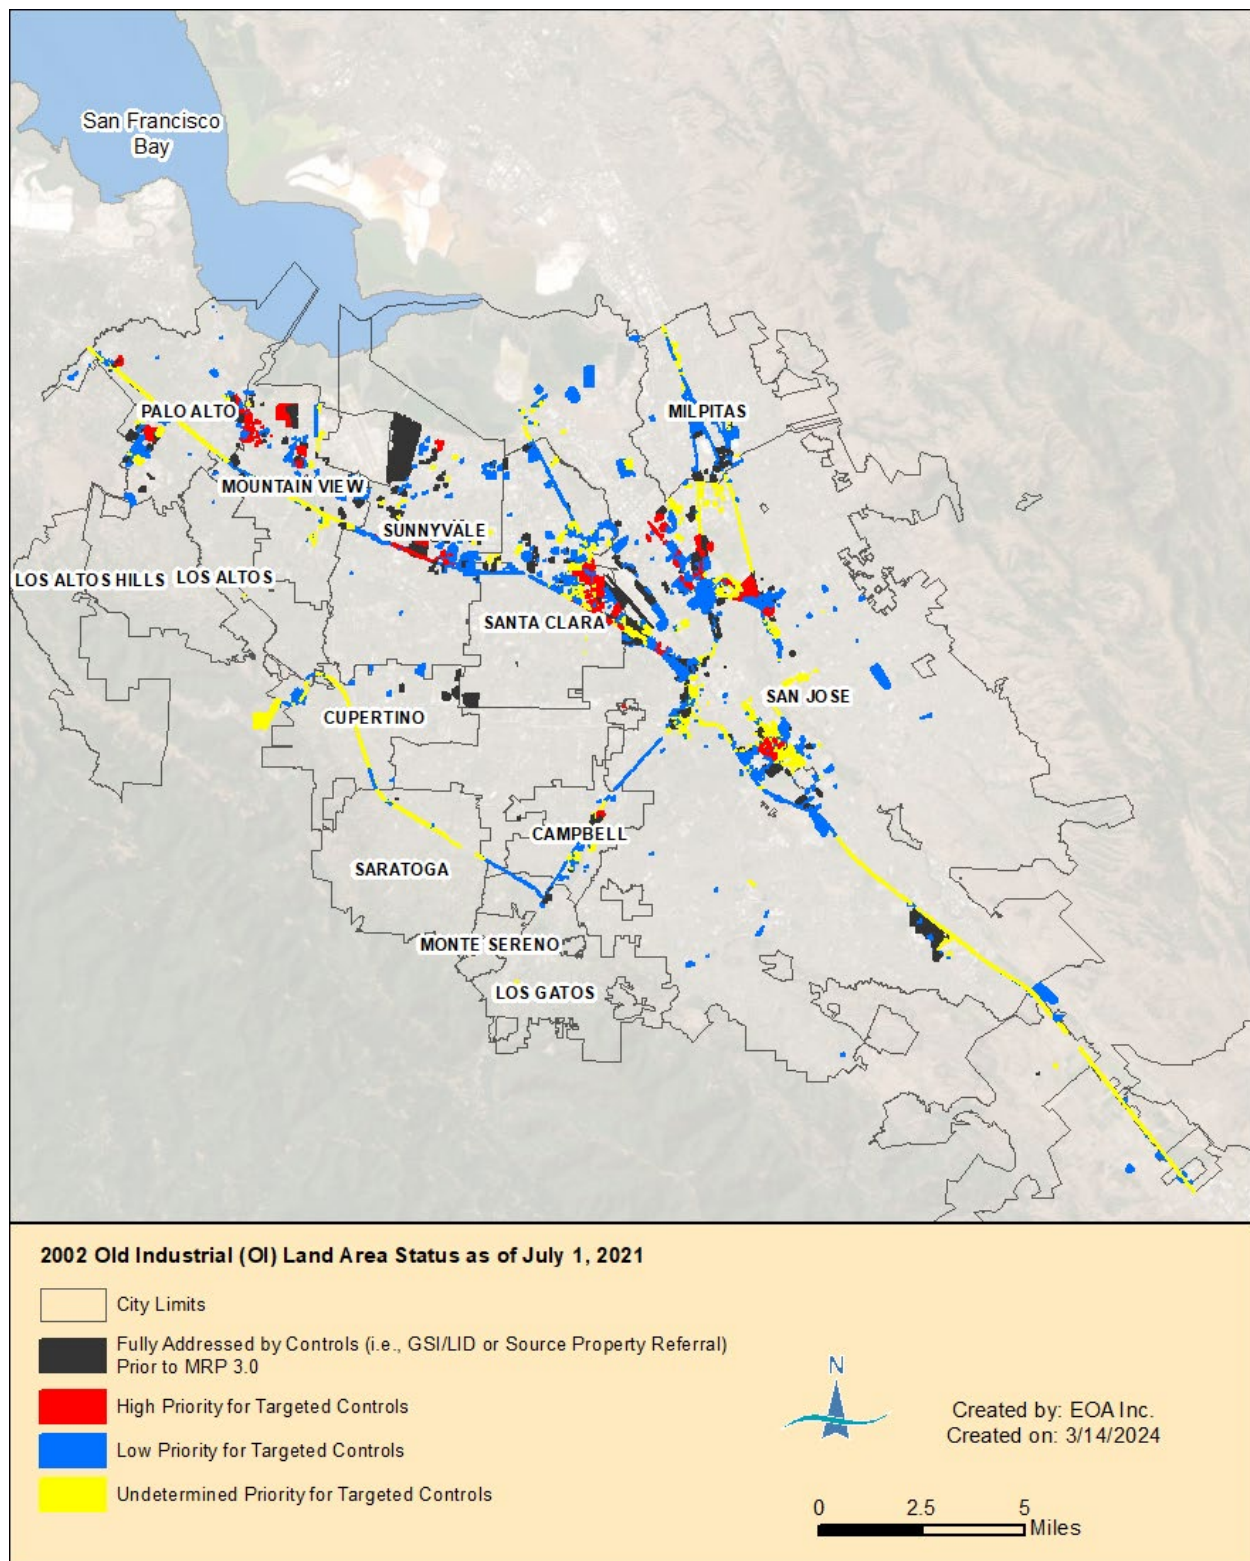 San Francisco
Bay
MILPITAS
PALO ALTO
MOUNTAIN VIEW
SUNNYVALE
LOS ALTOS HILLS
LOS ALTOS
SANTA CLARA
SAN JOSE
CUPERTINO
CAMPBELL
SARATOGA
MONTE SERENO
LOS GATOS
2002 Old Industrial (OI) Land Area Status as of July 1, 2021
City Limits
Fully Addressed by Controls (i.e., GSI/LID or Source Property Referral)
Prior to MRP 3.0
High Priority for Targeted Controls
Low Priority for Targeted Controls
Undetermined Priority for Targeted Controls
N
Created by: EOA Inc.
Created on: 3/14/2024
0 2.5 5
Miles